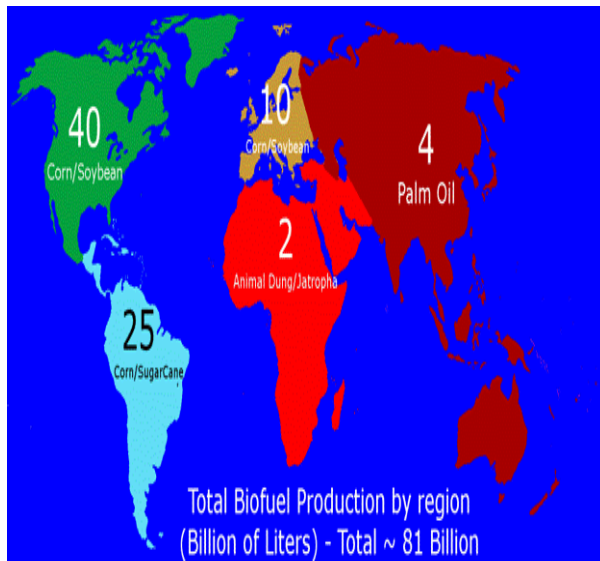 40
Corn/Soybean
10
Corn/Soybean
4
Palm Oil
2
Animal Dung/Jatropha
25
Corn/SugarCane
Total Biofuel Production by region
(Billion of Liters) - Total ~ 81 Billion